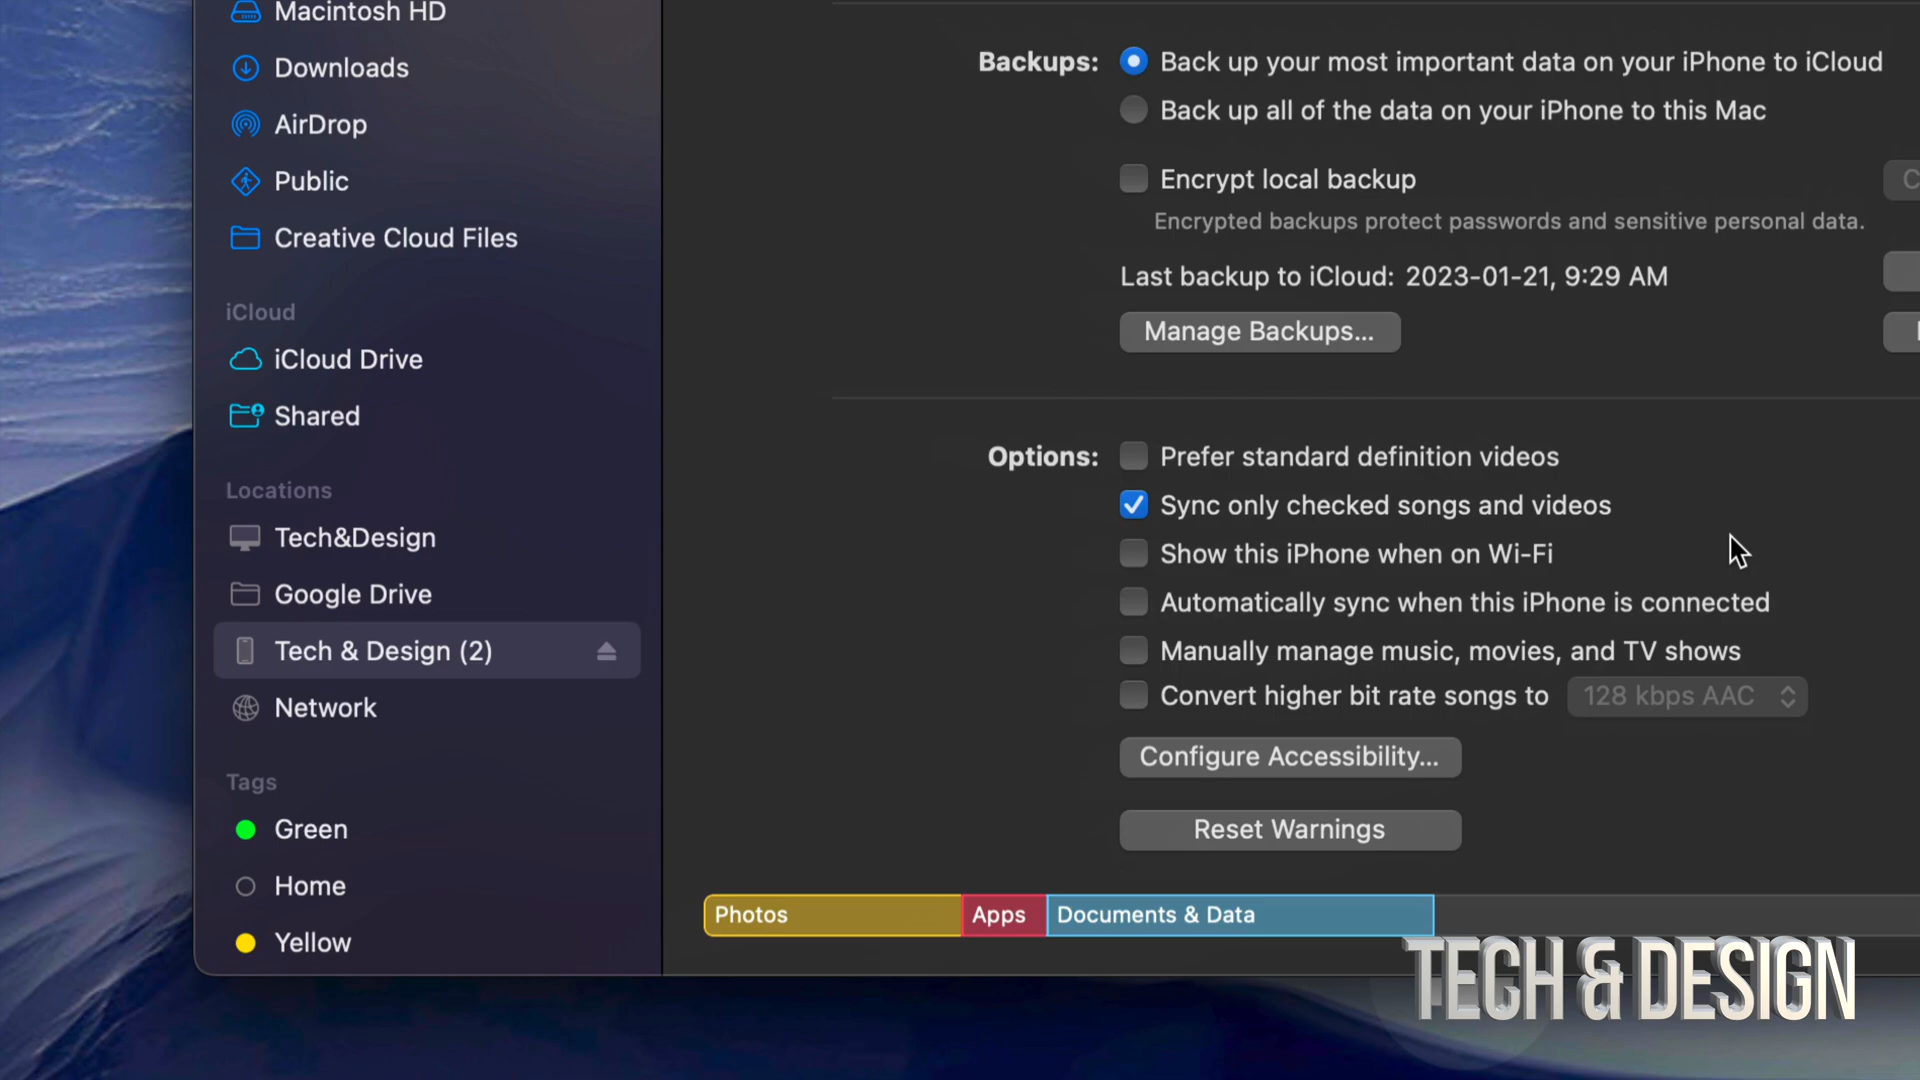 Macintosh HD
Downloads
AirDrop
Public
Creative Cloud Files
iCloud
iCloud Drive
Shared
Locations
Tech&Design
Google Drive
Tech & Design (2)
Network
Tags
Green
Home
Yellow
Backups:
Back up your most important data on your iPhone to iCloud
Back up all of the data on your iPhone to this Mac
Encrypt local backup
Encrypted backups protect passwords and sensitive personal data.
Last backup to iCloud: 2023-01-21, 9:29 AM
Manage Backups...
Options:
Prefer standard definition videos
Sync only checked songs and videos
Show this iPhone when on Wi-Fi
Automatically sync when this iPhone is connected
Manually manage music, movies, and TV shows
Convert higher bit rate songs to 128 kbps AAC
Configure Accessibility...
Reset Warnings
Photos Apps Documents & Data
TECH & DESIGN